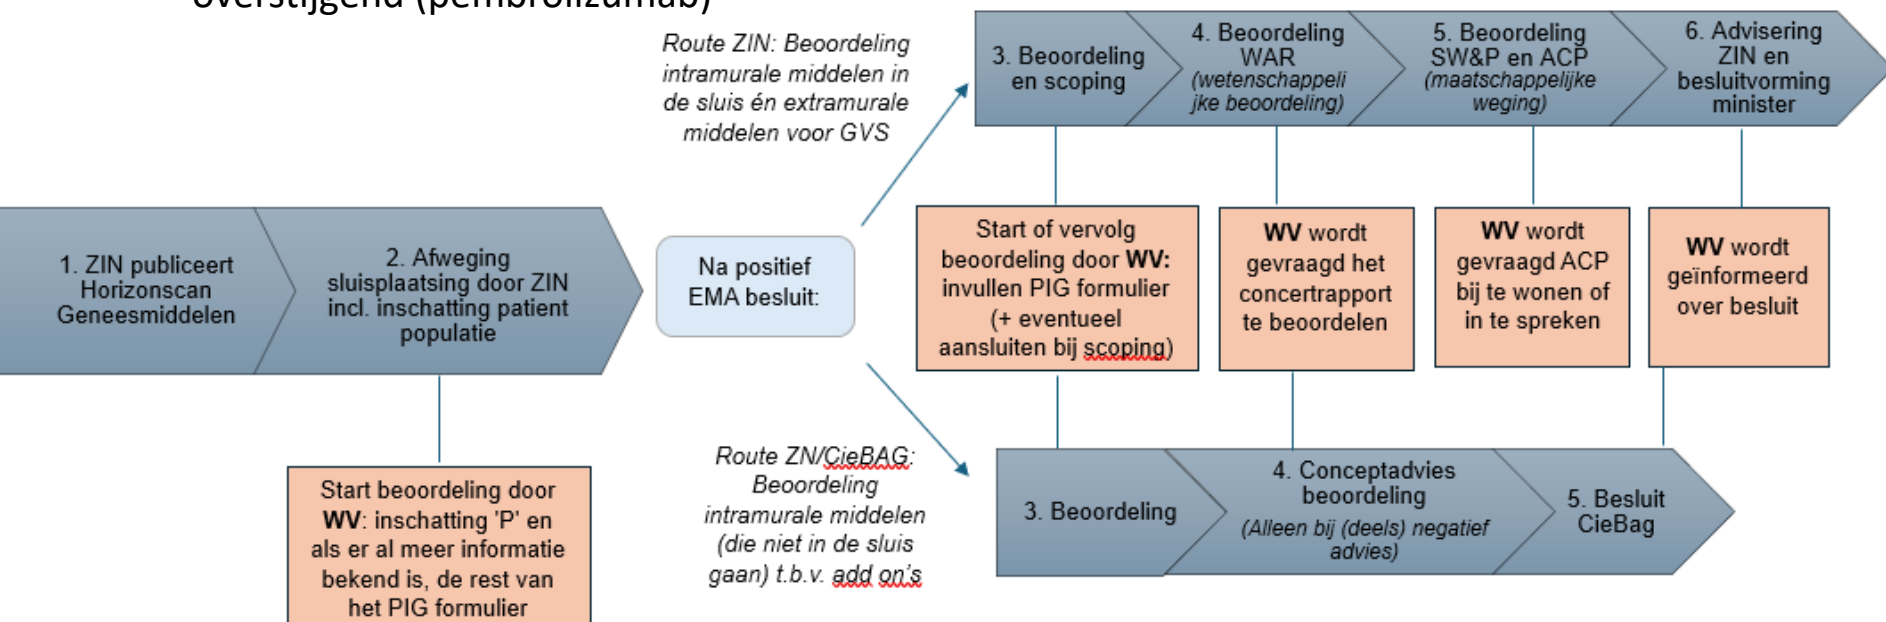 overstijgend (pembrolizumab)
Route ZIN: Beoordeling
intramurale middelen in
de sluis én extramurale
middelen voor GVS
3. Beoordeling
en scoping
4. Beoordeling
WAR
(wetenschappeli
jke beoordeling)
5. Beoordeling
SW&P en ACP
(maatschappelijke
weging)
6. Advisering
ZIN en
besluitvorming
minister
1. ZIN publiceert
Horizonscan
Geneesmiddelen
2. Afweging
sluisplaatsing door ZIN
incl. inschatting patient
populatie
Na positief
EMA besluit:
Start of vervolg
beoordeling door WV:
invullen PIG formulier
(+ eventueel
aansluiten bij scoping)
WV wordt
gevraagd het
concertrapport
te beoordelen
WV wordt
gevraagd ACP
bij te wonen of
in te spreken
WV wordt
geïnformeerd
over besluit
Start beoordeling door
WV: inschatting 'P' en
als er al meer informatie
bekend is, de rest van
het PIG formulier
Route ZN/CieBAG:
Beoordeling
intramurale middelen
(die niet in de sluis
gaan) t.b.v. add on's
3. Beoordeling
4. Conceptadvies
beoordeling
(Alleen bij (deels) negatief
advies)
5. Besluit
CieBag